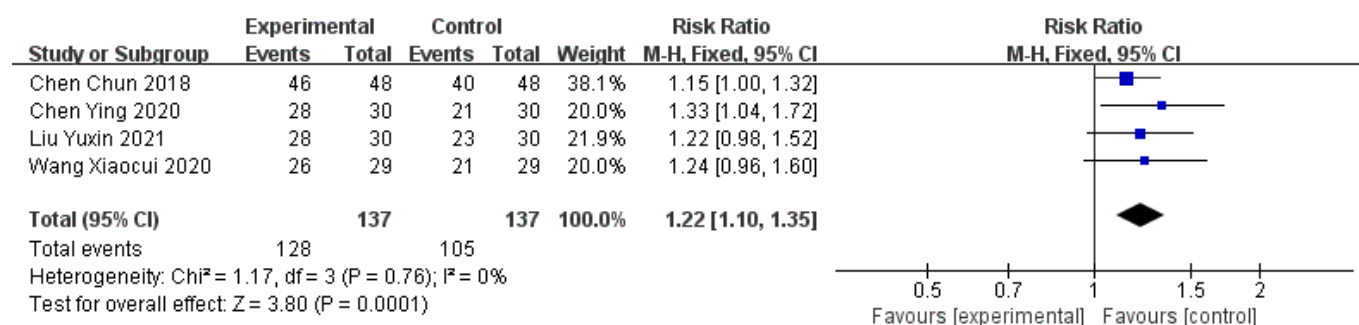 Experimental Control Risk Ratio Risk Ratio
Study or Subgroup Events Total Events Total Weight M-H, Fixed, 95% CI M-H, Fixed, 95% CI
Chen Chun 2018 46 48 40 48 38.1% 1.15 [1.00, 1.32]
Chen Ying 2020 28 30 21 30 20.0% 1.33 [1.04, 1.72]
Liu Yuxin 2021 28 30 23 30 21.9% 1.22 [0.98, 1.52]
Wang Xiaocui 2020 26 29 21 29 20.0% 1.24 [0.96, 1.60]
Total (95% CI) 137 137 100.0% 1.22 [1.10, 1.35]
Total events 128 105
Heterogeneity: Chi² = 1.17, df = 3 (P = 0.76); I² = 0%
Test for overall effect: Z = 3.80 (P = 0.0001)
0.5 0.7 1 1.5 2
Favours [experimental] Favours [control]